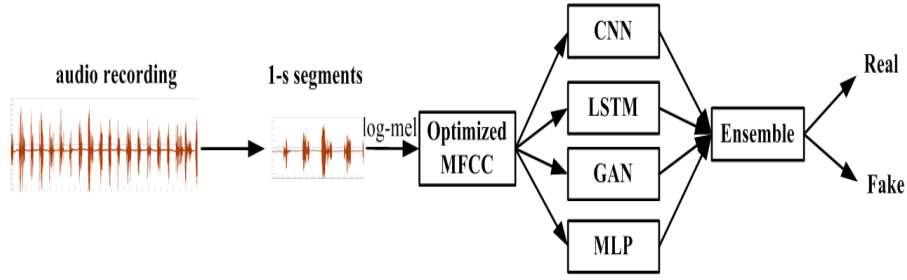 audio recording
1-s segments
log-mel
Optimized
MFCC
CNN
LSTM
GAN
MLP
Ensemble
Real
Fake